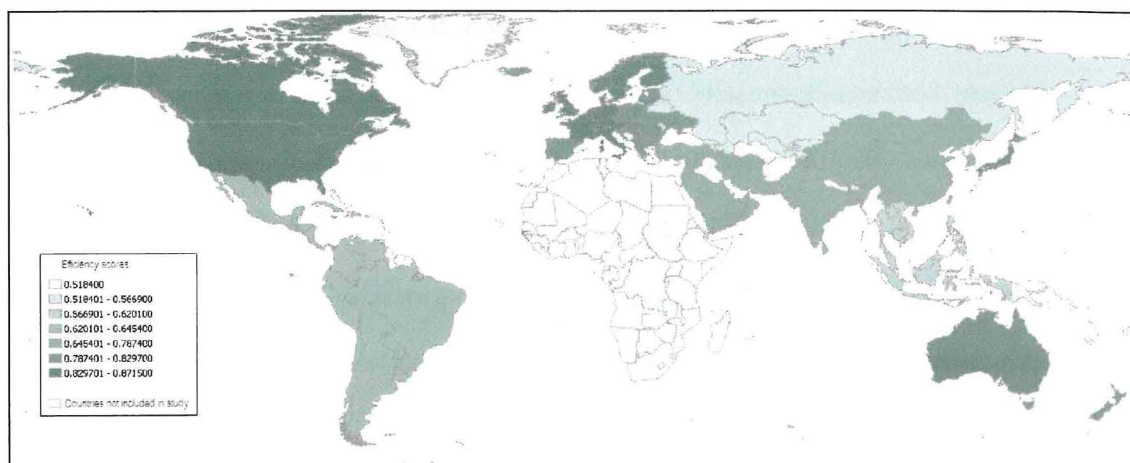 Efficiency scores
0.518400
0.518401 - 0.566900
0.566901 - 0.620100
0.620101 - 0.645400
0.645401 - 0.787400
0.787401 - 0.829700
0.829701 - 0.871500
Countries not included in study